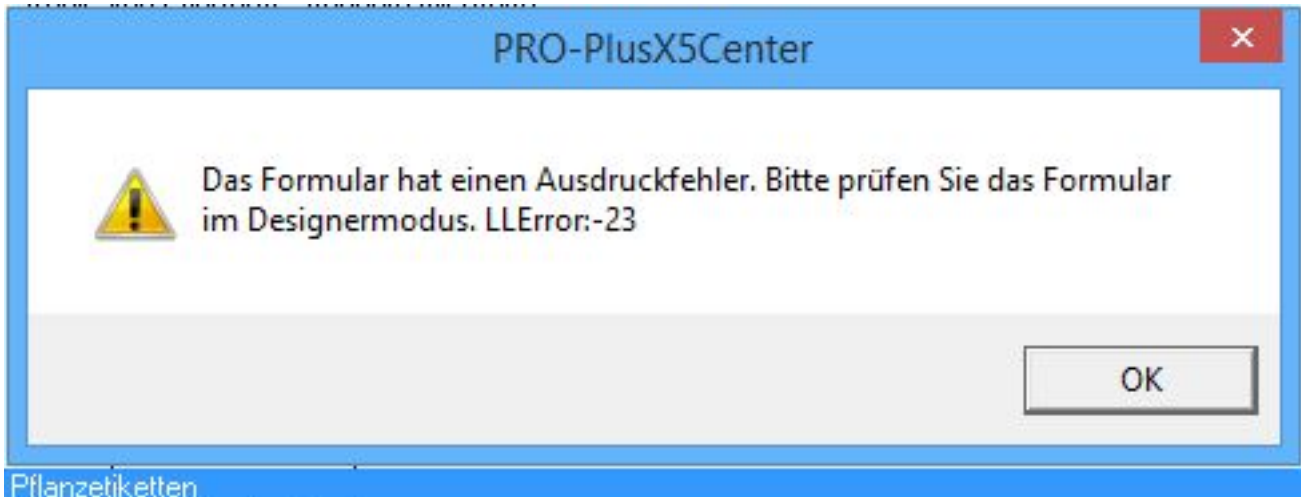 PRO-PlusX5Center
Das Formular hat einen Ausdruckfehler. Bitte prüfen Sie das Formular
im Designermodus. LLError:-23
OK
Pflanzetiketten